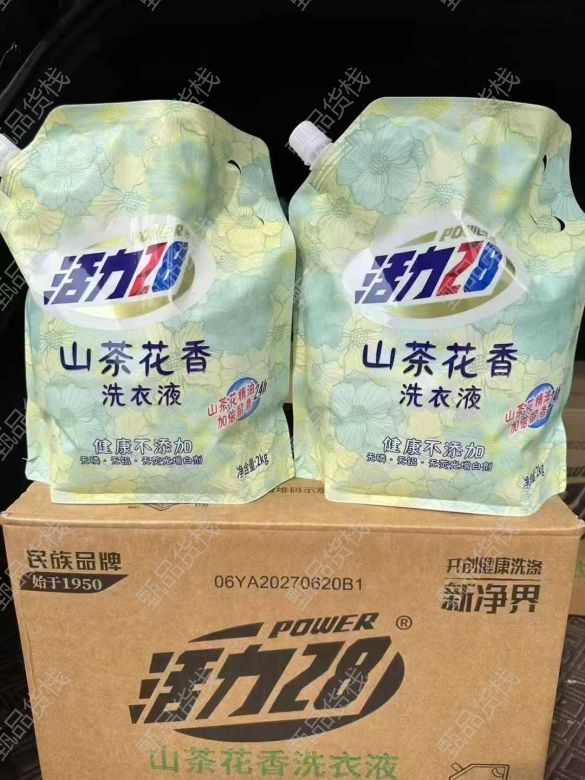 POWER
活力28
山茶花香
洗衣液
山茶花精油
加倍留香
24h
健康不添加
无磷·无铝·无荧光增白剂
净含量:2kg
POWER
活力28
山茶花香
洗衣液
山茶花精油
加倍留香
24h
健康不添加
无磷·无铝·无荧光增白剂
2kg
民族品牌
始于1950
06YA20270620B1
开创健康洗涤
新净界
POWER
活力28®
山茶花香洗衣液
甄品货栈